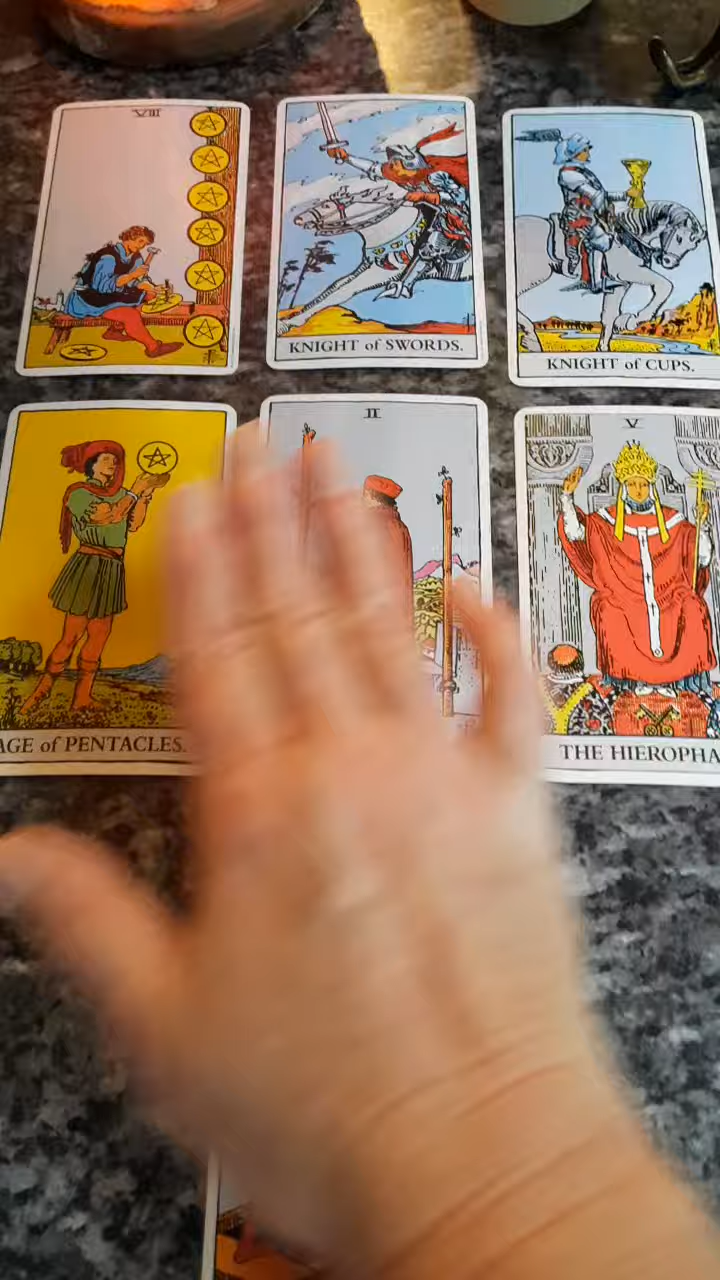 VIII
KNIGHT of SWORDS.
KNIGHT of CUPS.
AGE of PENTACLES.
II
V
THE HIEROPHA